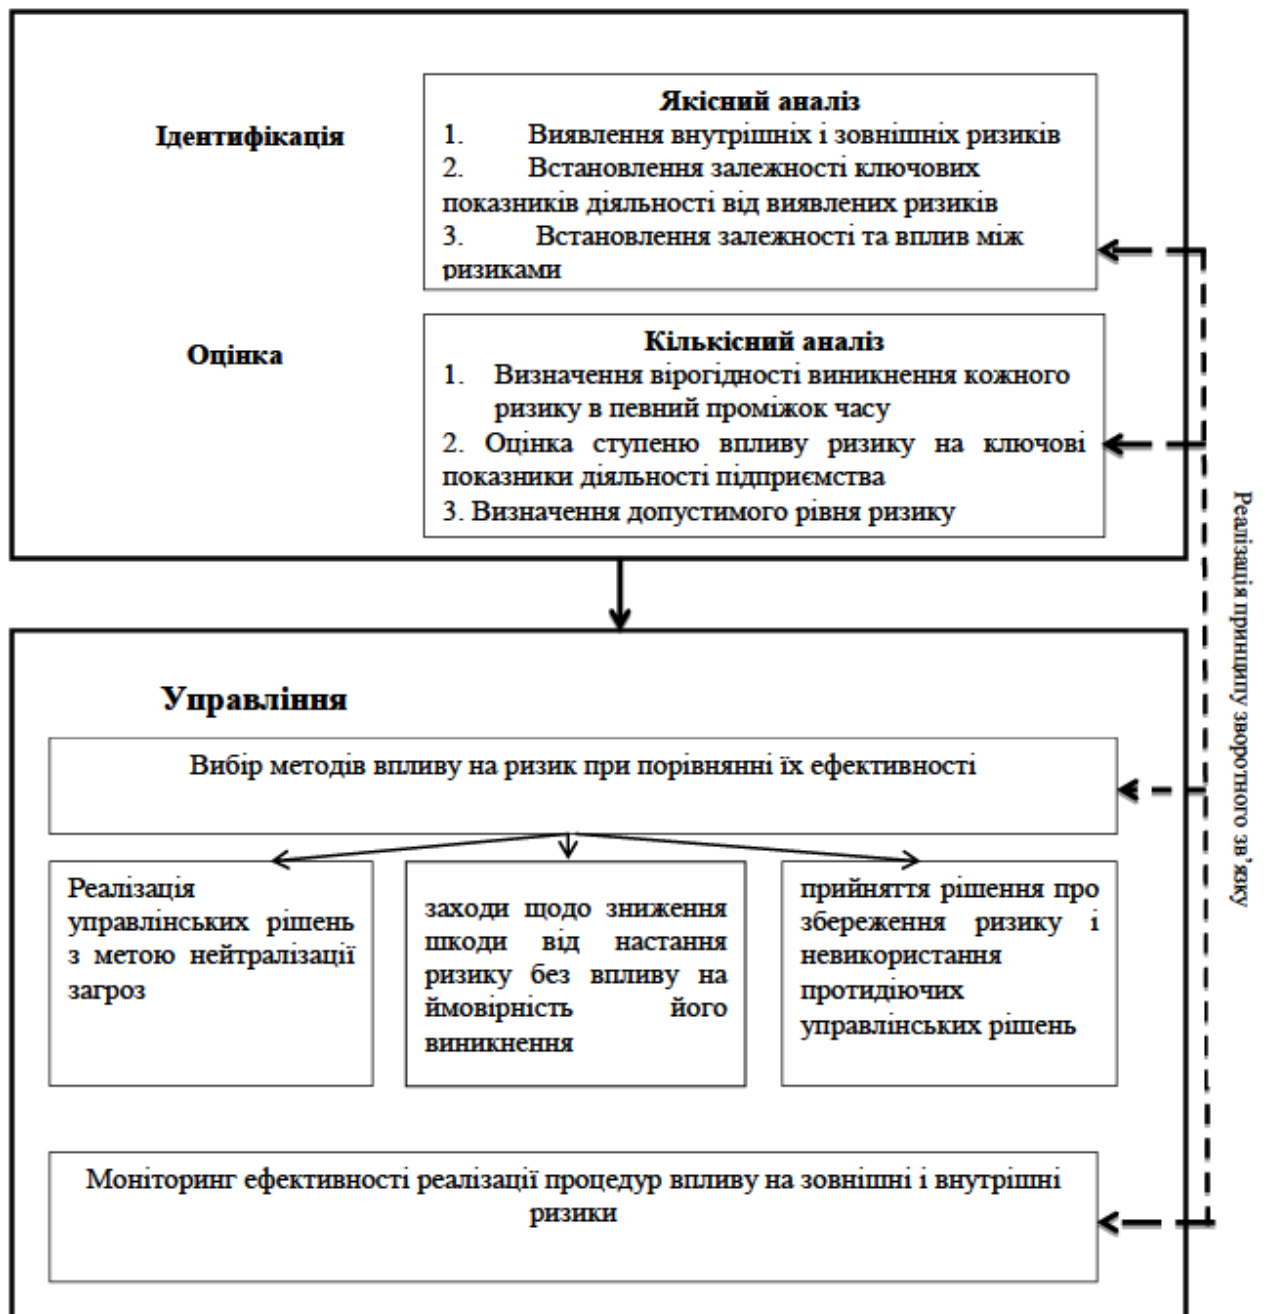 Ідентифікація
Якісний аналіз
1. Виявлення внутрішніх і зовнішніх ризиків
2. Встановлення залежності ключових
показників діяльності від виявлених ризиків
3. Встановлення залежності та вплив між
ризиками
Оцінка
Кількісний аналіз
1. Визначення вірогідності виникнення кожного
ризику в певний проміжок часу
2. Оцінка ступеню впливу ризику на ключові
показники діяльності підприємства
3. Визначення допустимого рівня ризику
Управління
Вибір методів впливу на ризик при порівнянні їх ефективності
Реалізація
управлінських рішень
з метою нейтралізації
загроз
заходи щодо зниження
шкоди від настання
ризику без впливу на
ймовірність його
виникнення
прийняття рішення про
збереження ризику і
невикористання
протидіючих
управлінських рішень
Моніторинг ефективності реалізації процедур впливу на зовнішні і внутрішні
ризики
Реалізація принципу зворотного зв’язку